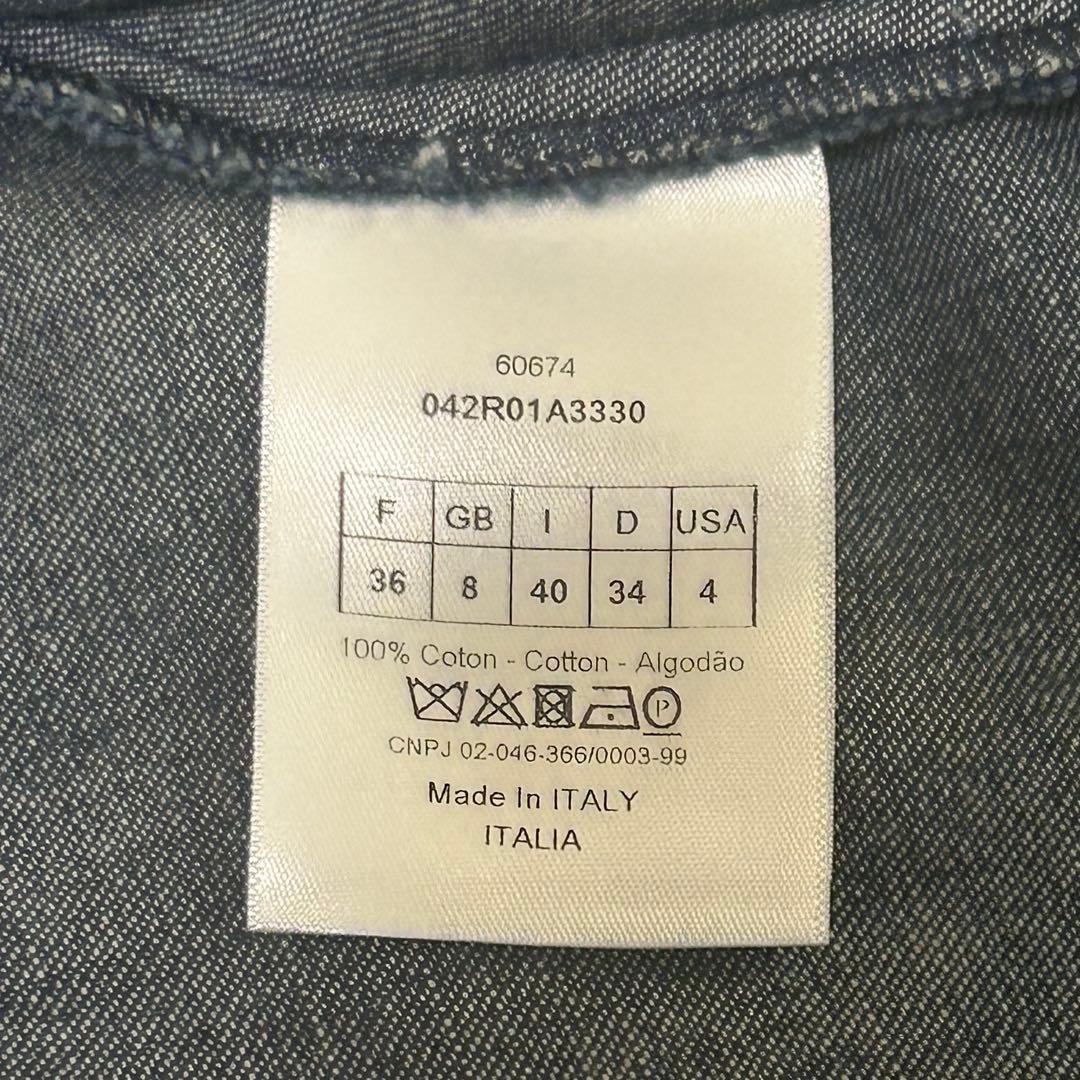 60674
042R01A3330
F GB I D USA
36 8 40 34 4
100% Coton - Cotton - Algodão
P
CNPJ 02-046-366/0003-99
Made In ITALY
ITALIA